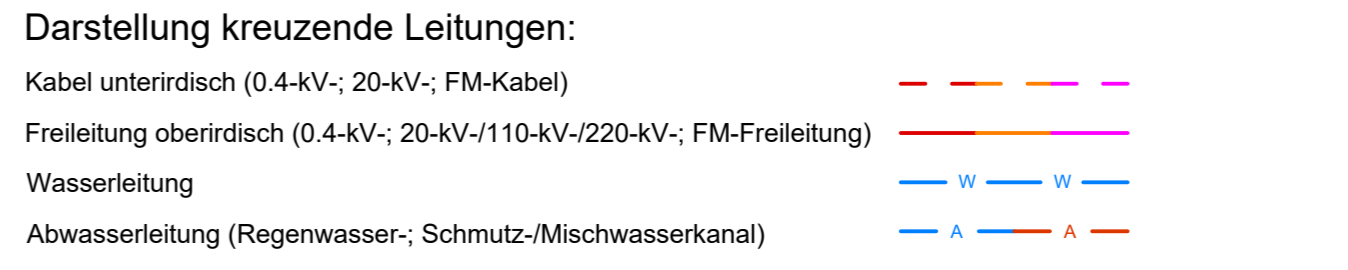 Darstellung kreuzende Leitungen:
Kabel unterirdisch (0.4-kV-; 20-kV-; FM-Kabel)
Freileitung oberirdisch (0.4-kV-; 20-kV-/110-kV-/220-kV-; FM-Freileitung)
Wasserleitung W W
Abwasserleitung (Regenwasser-; Schmutz-/Mischwasserkanal) A A